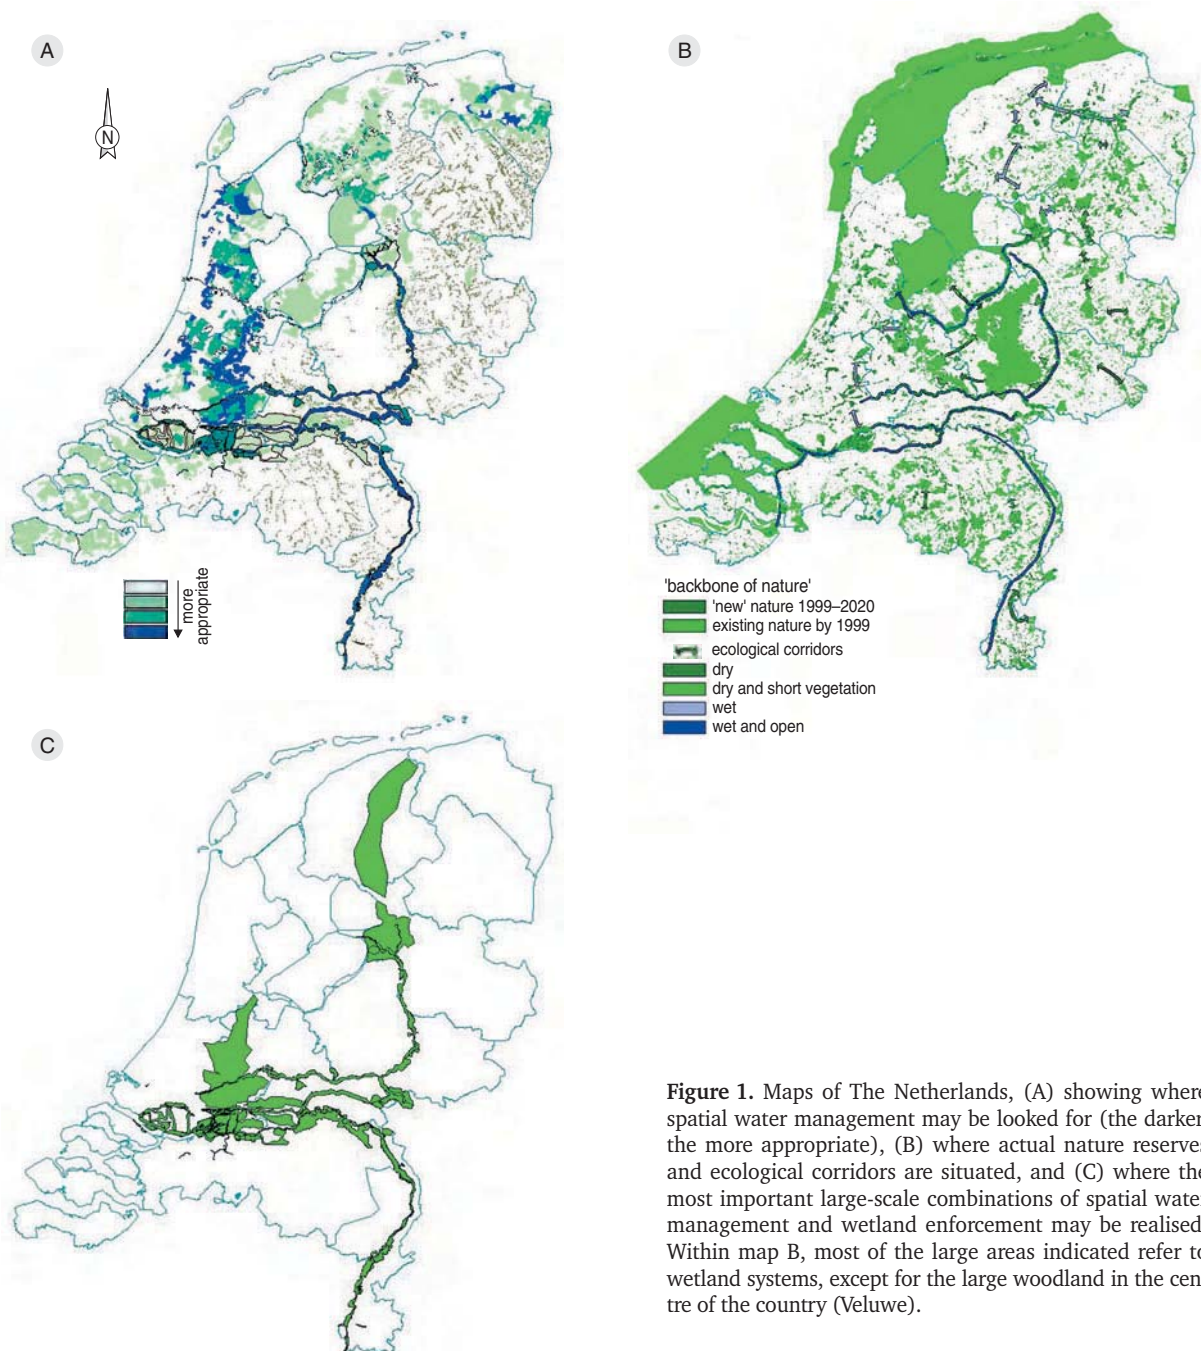 A
N
more
appropriate
B
'backbone of nature'
'new' nature 1999–2020
existing nature by 1999
ecological corridors
dry
dry and short vegetation
wet
wet and open
C
Figure 1. Maps of The Netherlands, (A) showing where
spatial water management may be looked for (the darker
the more appropriate), (B) where actual nature reserves
and ecological corridors are situated, and (C) where the
most important large-scale combinations of spatial water
management and wetland enforcement may be realised
Within map B, most of the large areas indicated refer to
wetland systems, except for the large woodland in the cen
tre of the country (Veluwe).